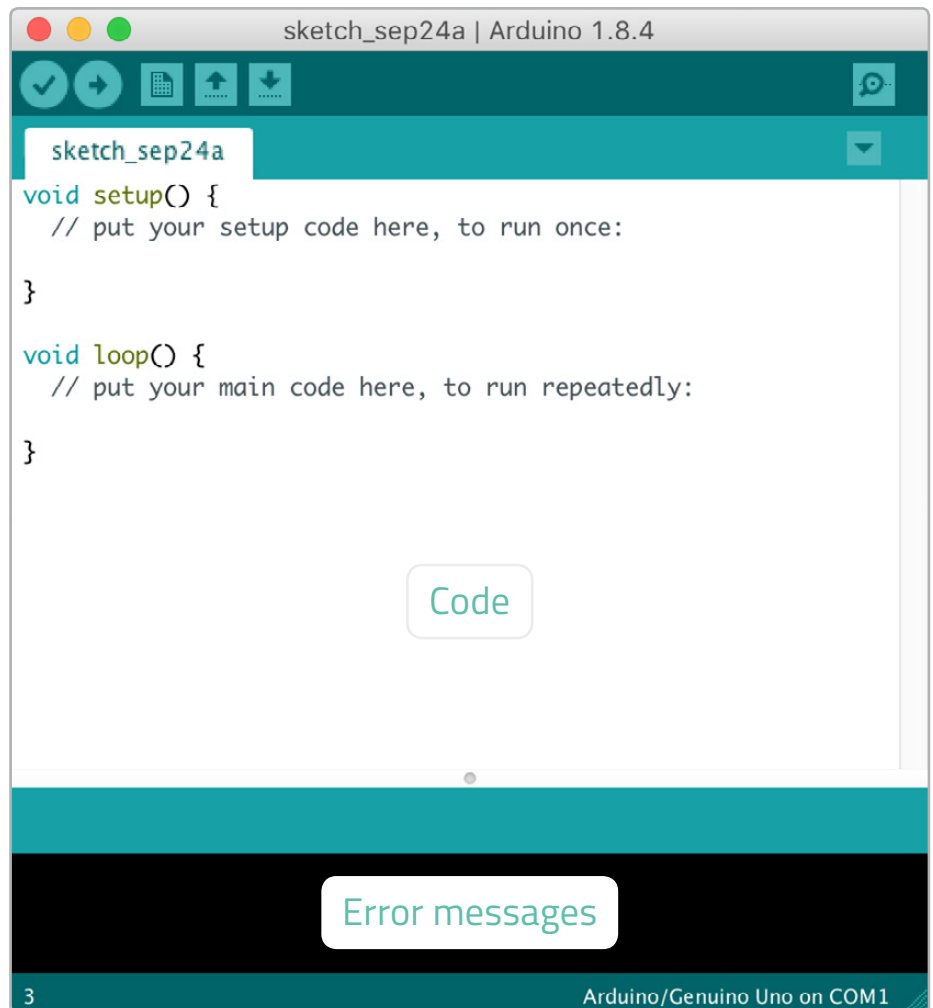 sketch_sep24a | Arduino 1.8.4
sketch_sep24a
void setup() {
  // put your setup code here, to run once:
}
void loop() {
  // put your main code here, to run repeatedly:
}
Code
Error messages
3 Arduino/Genuino Uno on COM1